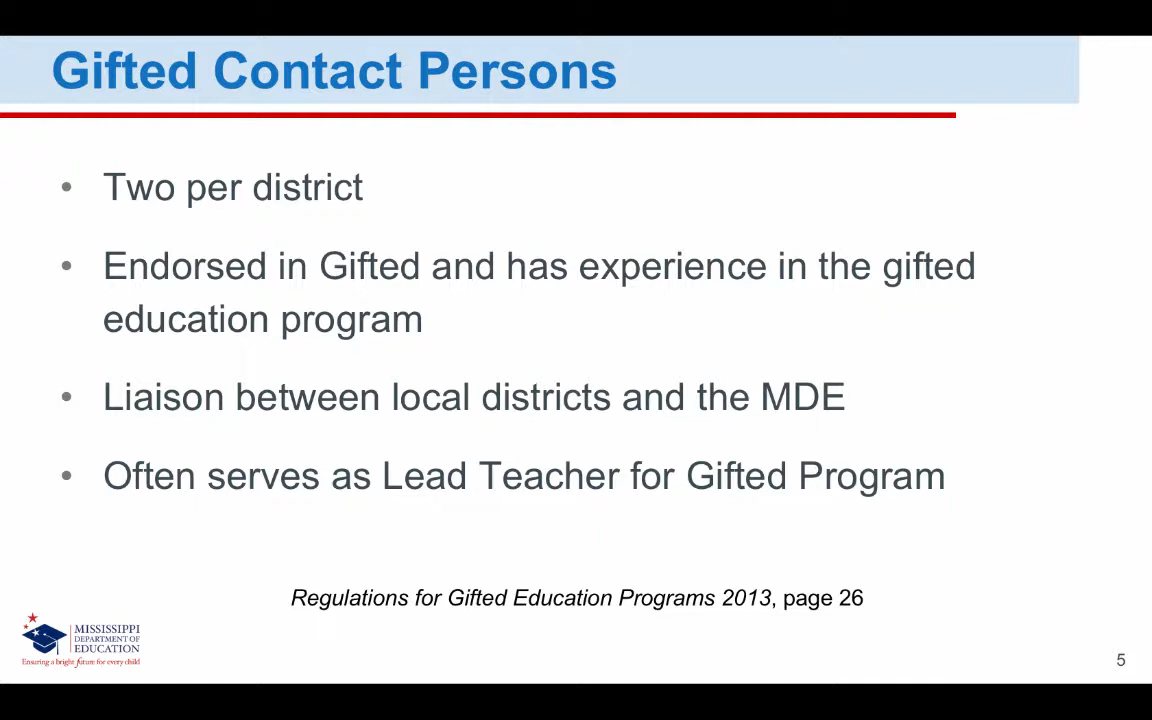 Gifted Contact Persons
• Two per district
• Endorsed in Gifted and has experience in the gifted
education program
• Liaison between local districts and the MDE
• Often serves as Lead Teacher for Gifted Program
Regulations for Gifted Education Programs 2013, page 26
MISSISSIPPI
DEPARTMENT OF
EDUCATION
Ensuring a bright future for every child
5